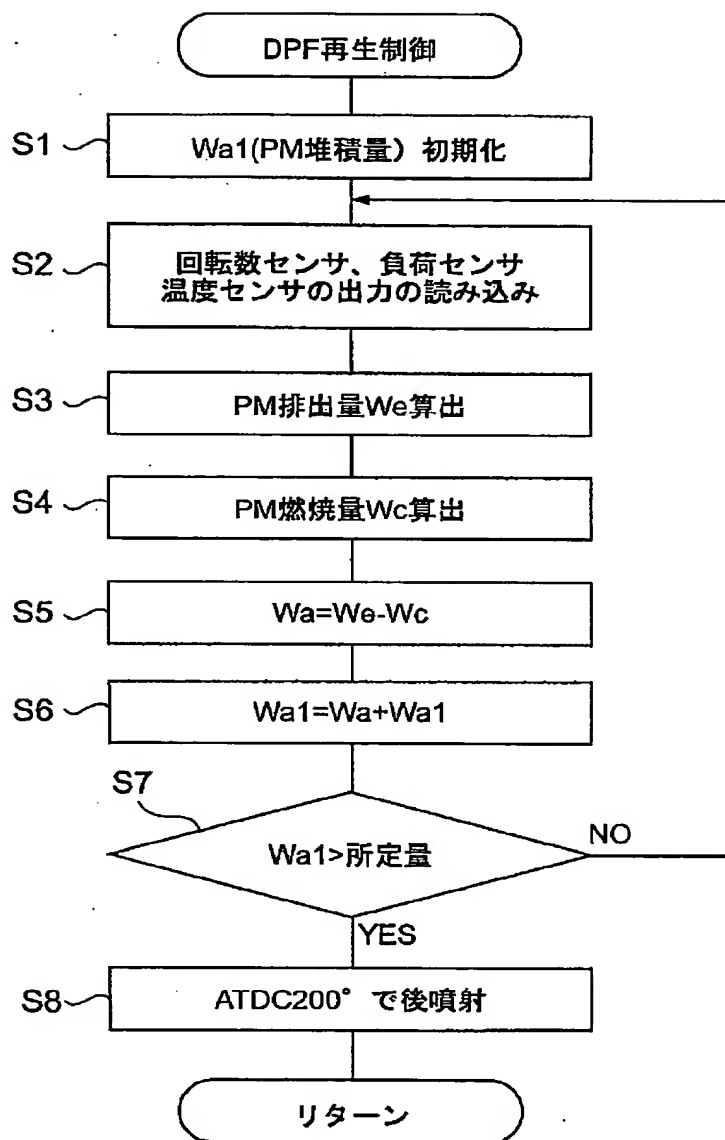 DPF再生制御
S1
Wa1(PM堆積量）初期化
S2
回転数センサ、負荷センサ
温度センサの出力の読み込み
S3
PM排出量We算出
S4
PM燃焼量Wc算出
S5
Wa=We-Wc
S6
Wa1=Wa+Wa1
S7
Wa1>所定量
NO
YES
S8
ATDC200°で後噴射
リターン